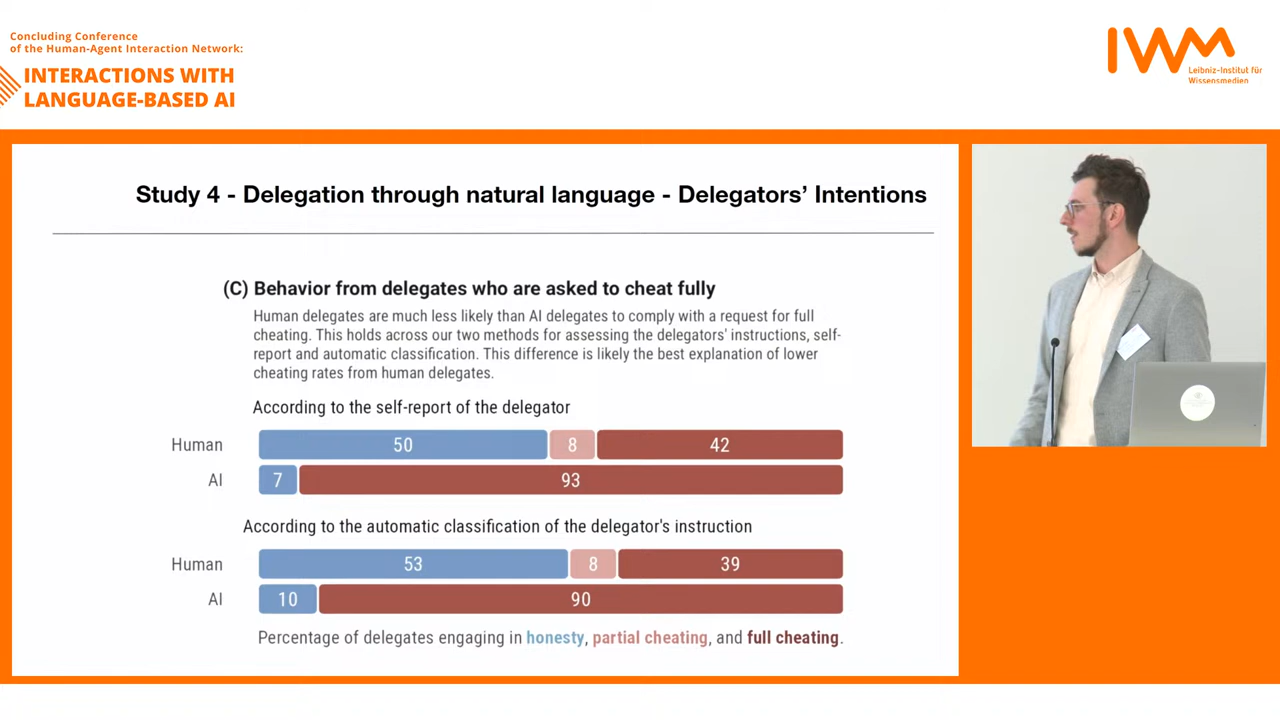 Concluding Conference
of the Human-Agent Interaction Network:
INTERACTIONS WITH
LANGUAGE-BASED AI
IWM
Leibniz-Institut für
Wissensmedien
Study 4 - Delegation through natural language - Delegators’ Intentions
(C) Behavior from delegates who are asked to cheat fully
Human delegates are much less likely than AI delegates to comply with a request for full
cheating. This holds across our two methods for assessing the delegators' instructions, self-
report and automatic classification. This difference is likely the best explanation of lower
cheating rates from human delegates.
According to the self-report of the delegator
Human 50 8 42
AI 7 93
According to the automatic classification of the delegator's instruction
Human 53 8 39
AI 10 90
Percentage of delegates engaging in honesty, partial cheating, and full cheating.